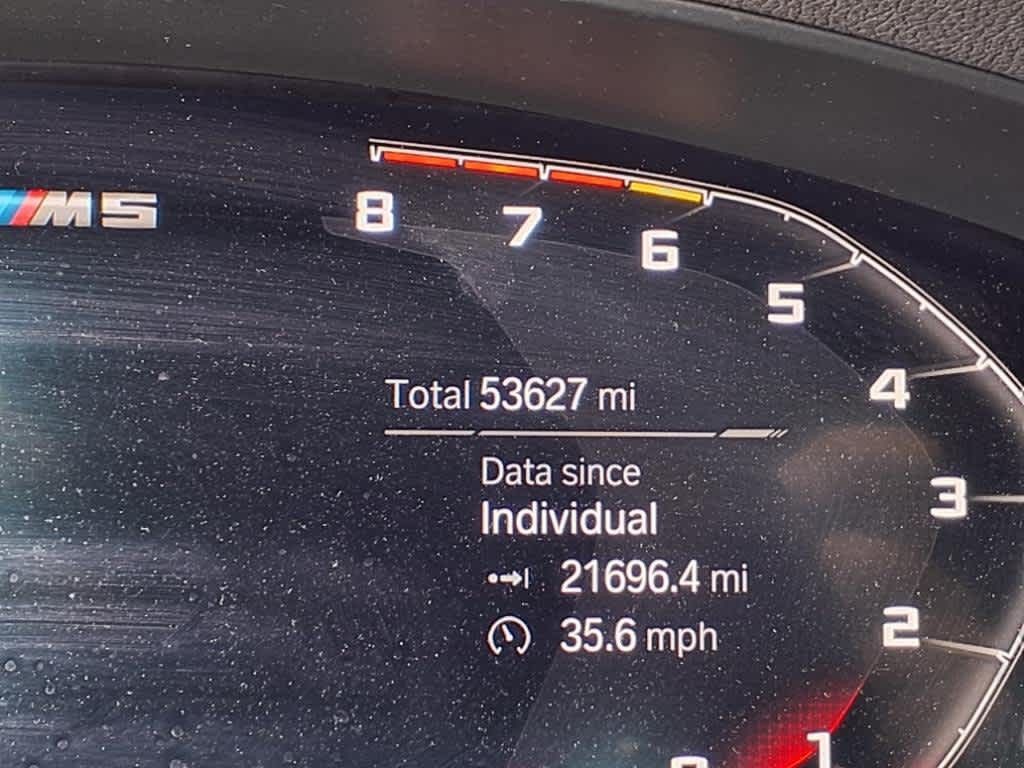 M5
8
7
6
5
4
3
2
1
Total 53627 mi
Data since
Individual
21696.4 mi
35.6 mph